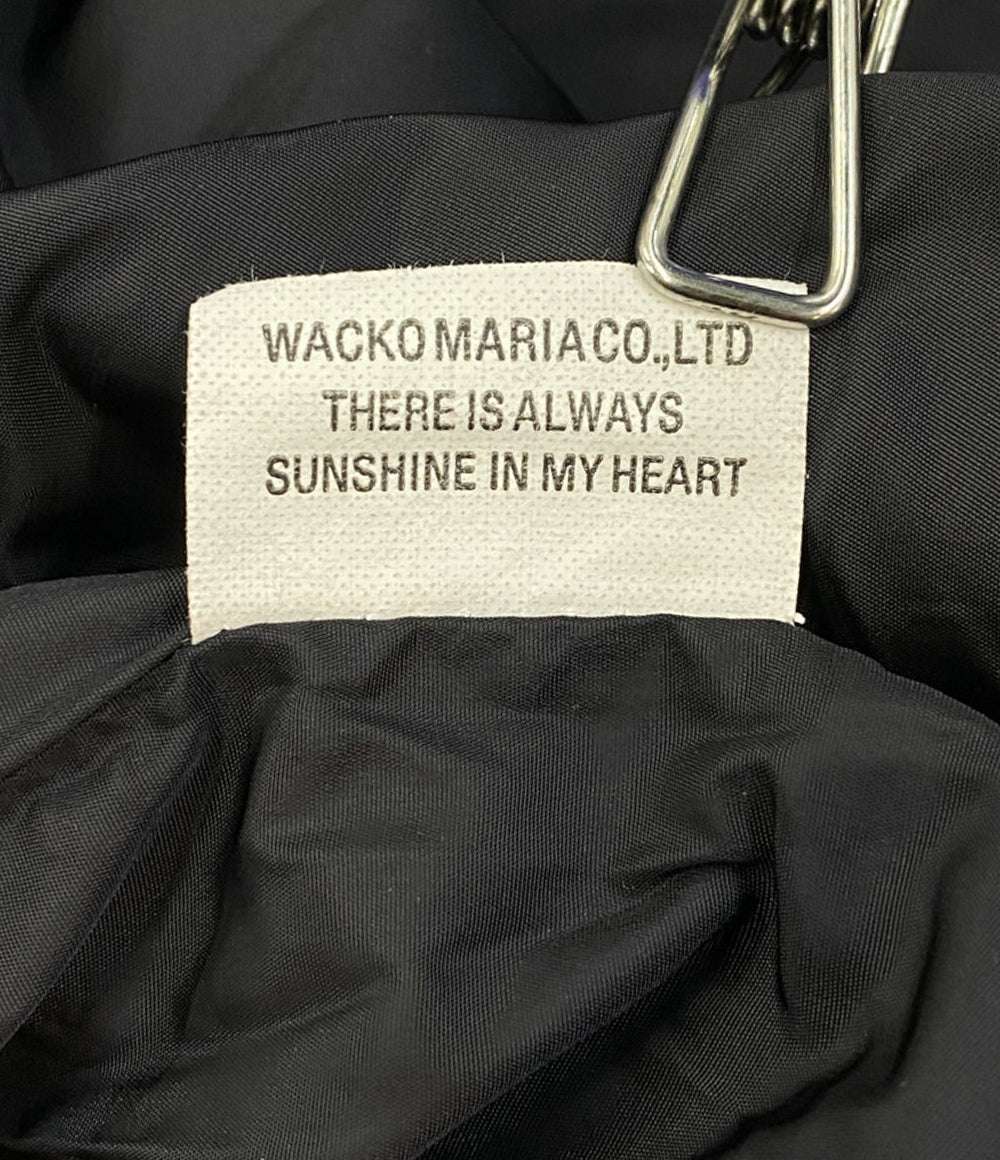 WACKO MARIA CO.,LTD
THERE IS ALWAYS
SUNSHINE IN MY HEART